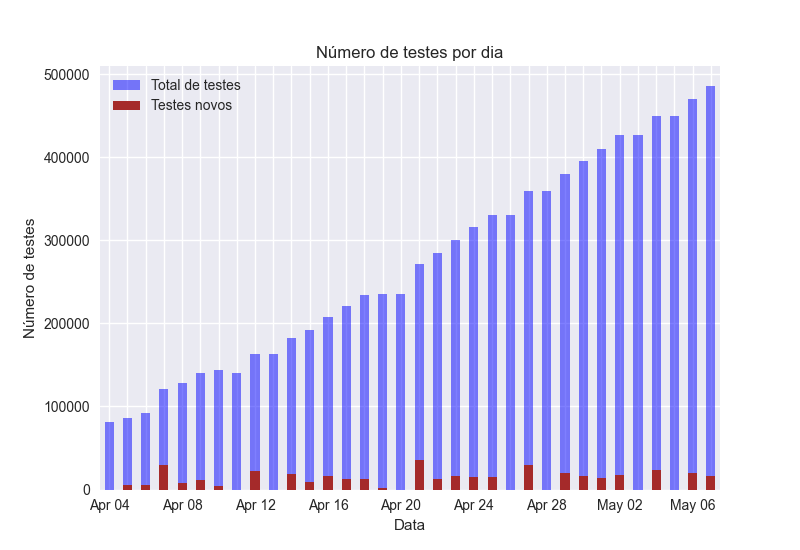 Número de testes por dia
Total de testes
Testes novos
500000
400000
300000
200000
100000
0
Número de testes
Apr 04 Apr 08 Apr 12 Apr 16 Apr 20 Apr 24 Apr 28 May 02 May 06
Data